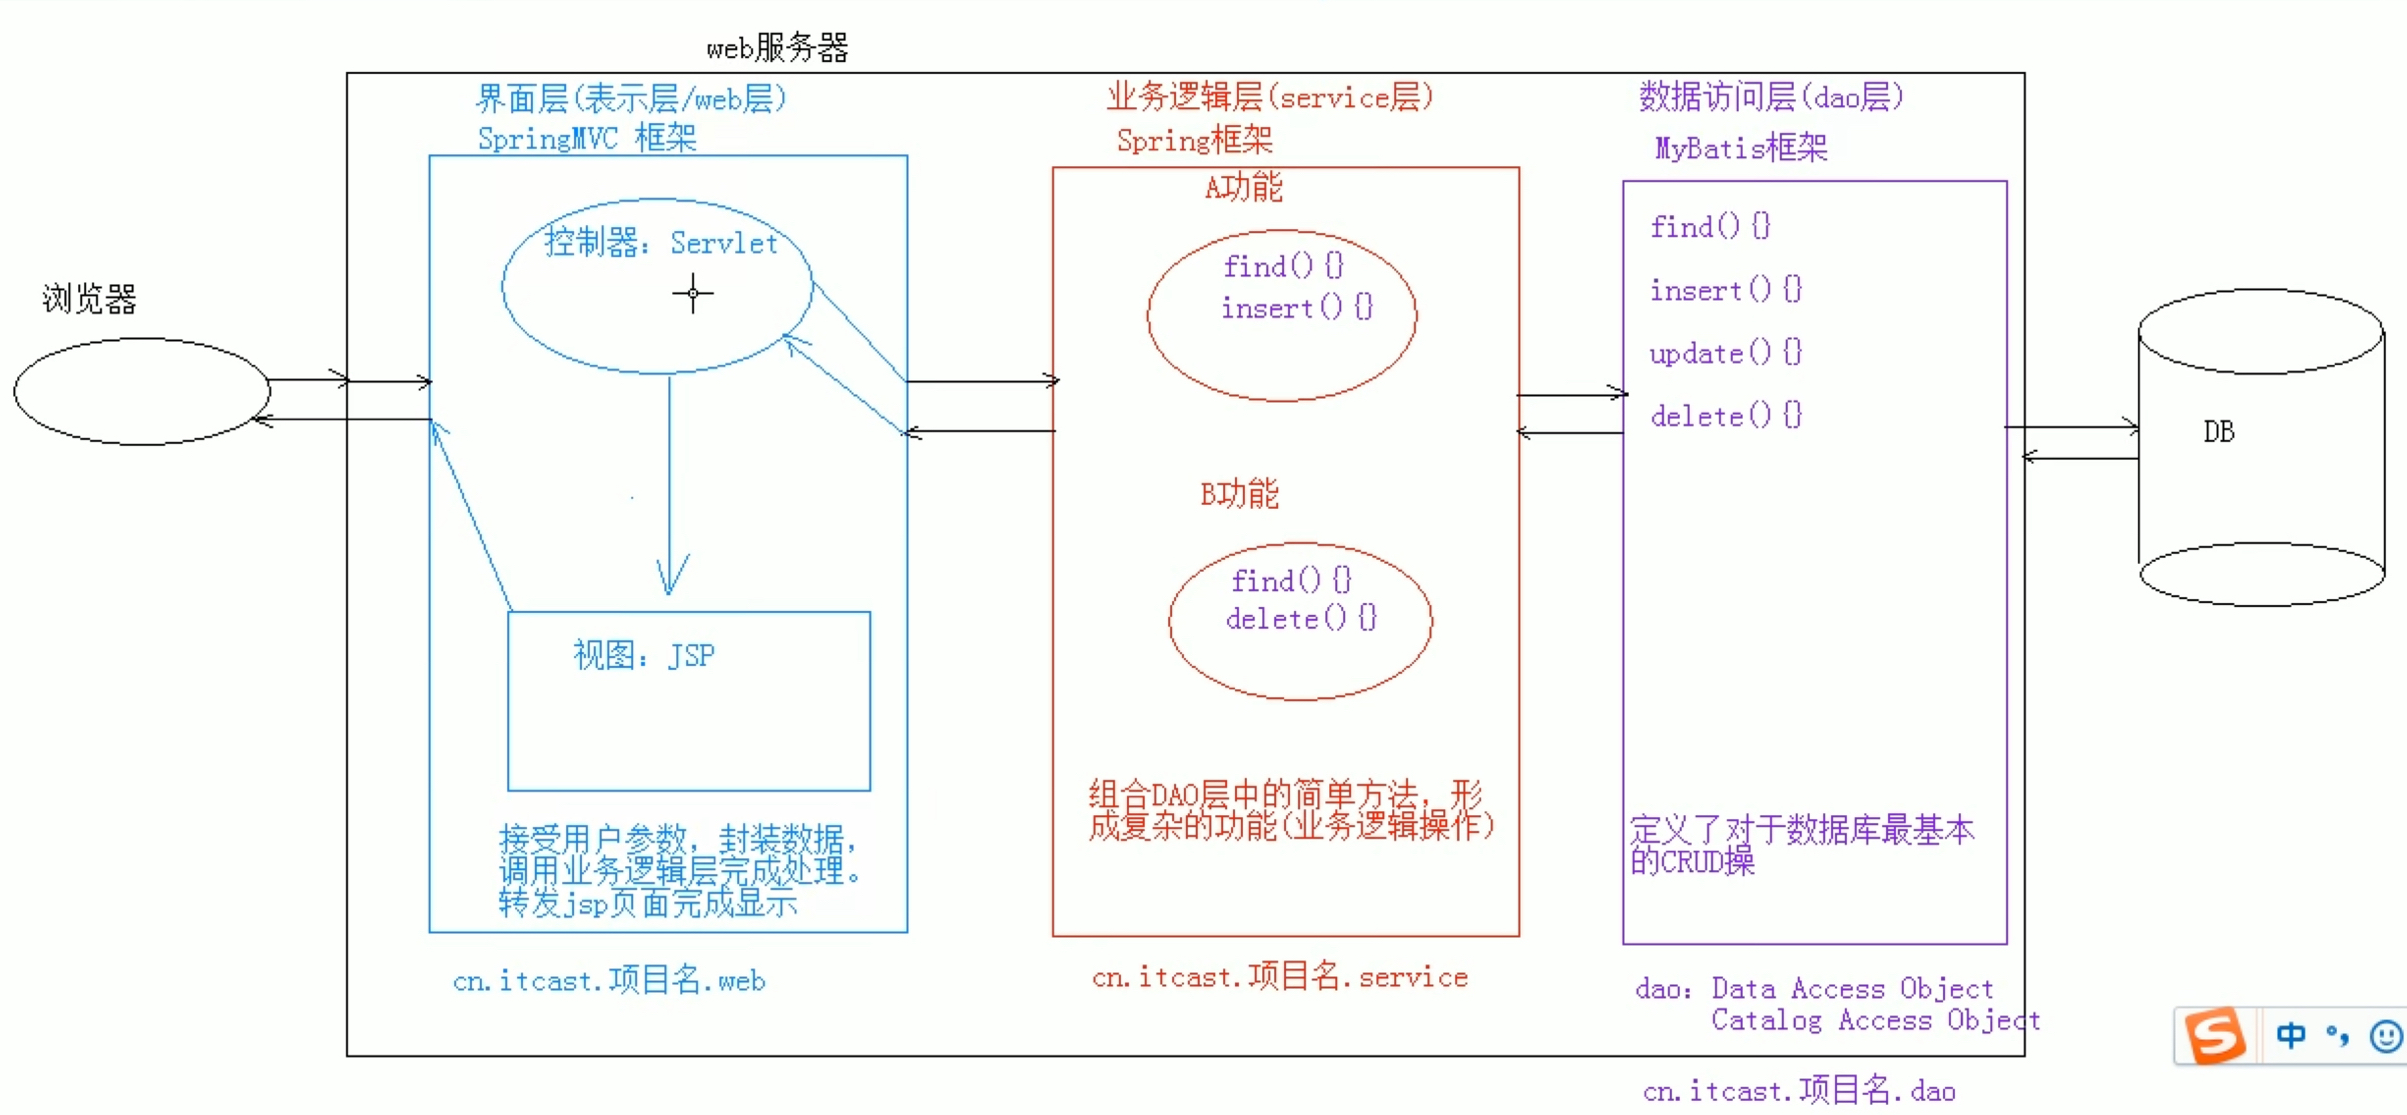 web服务器
浏览器
界面层(表示层/web层)
SpringMVC 框架
控制器：Servlet
视图：JSP
接受用户参数，封装数据，
调用业务逻辑层完成处理。
转发jsp页面完成显示
cn.itcast.项目名.web
业务逻辑层(service层)
Spring框架
A功能
find(){}
insert(){}
B功能
find(){}
delete(){}
组合DAO层中的简单方法，形
成复杂的功能(业务逻辑操作)
cn.itcast.项目名.service
数据访问层(dao层)
MyBatis框架
find(){}
insert(){}
update(){}
delete(){}
定义了对于数据库最基本
的CRUD操
dao：Data Access Object
Catalog Access Object
cn.itcast.项目名.dao
DB
S 中 °,